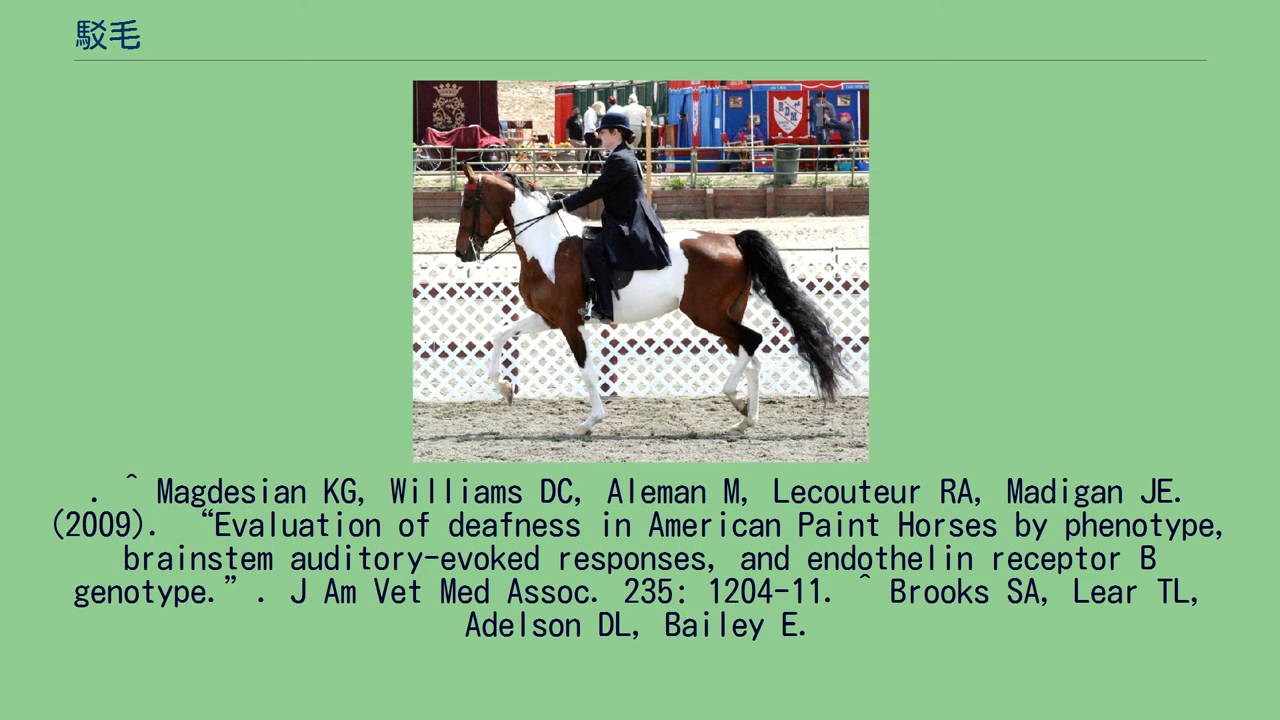 駁毛
. ^ Magdesian KG, Williams DC, Aleman M, Lecouteur RA, Madigan JE.
(2009). “Evaluation of deafness in American Paint Horses by phenotype,
brainstem auditory-evoked responses, and endothelin receptor B
genotype.”. J Am Vet Med Assoc. 235: 1204-11. ^ Brooks SA, Lear TL,
Adelson DL, Bailey E.